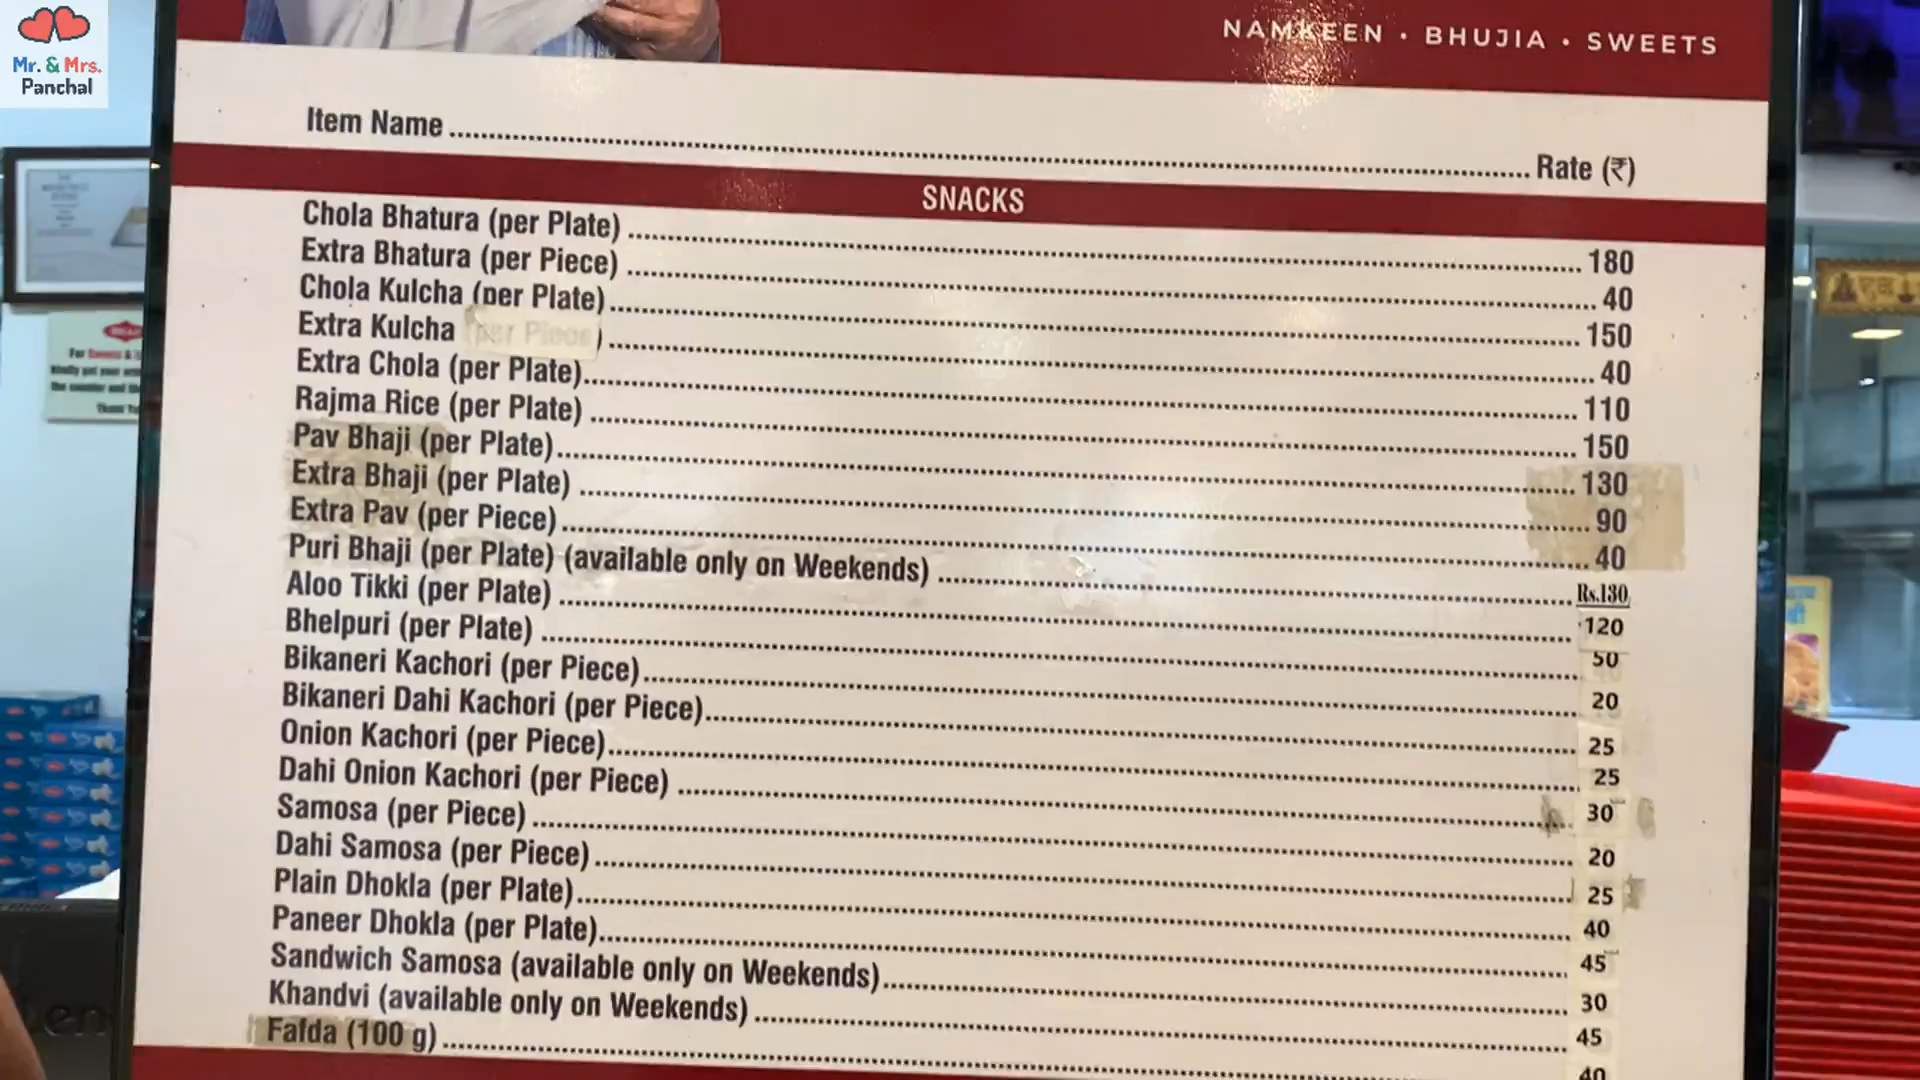 Mr. & Mrs.
Panchal
NAMKEEN • BHUJIA • SWEETS
Item Name ........ Rate (₹)
SNACKS
Chola Bhatura (per Plate) ........ 180
Extra Bhatura (per Piece) ........ 40
Chola Kulcha (per Plate) ........ 150
Extra Kulcha (per Piece) ........ 40
Extra Chola (per Plate) ........ 110
Rajma Rice (per Plate) ........ 150
Pav Bhaji (per Plate) ........ 130
Extra Bhaji (per Plate) ........ 90
Extra Pav (per Piece) ........ 40
Puri Bhaji (per Plate) (available only on Weekends) ........ Rs.130
Aloo Tikki (per Plate) ........ 120
Bhelpuri (per Plate) ........ 50
Bikaneri Kachori (per Piece) ........ 20
Bikaneri Dahi Kachori (per Piece) ........ 25
Onion Kachori (per Piece) ........ 25
Dahi Onion Kachori (per Piece) ........ 30
Samosa (per Piece) ........ 20
Dahi Samosa (per Piece) ........ 25
Plain Dhokla (per Plate) ........ 40
Paneer Dhokla (per Plate) ........ 45
Sandwich Samosa (available only on Weekends) ........ 30
Khandvi (available only on Weekends) ........ 45
Fafda (100 g) ........ 40